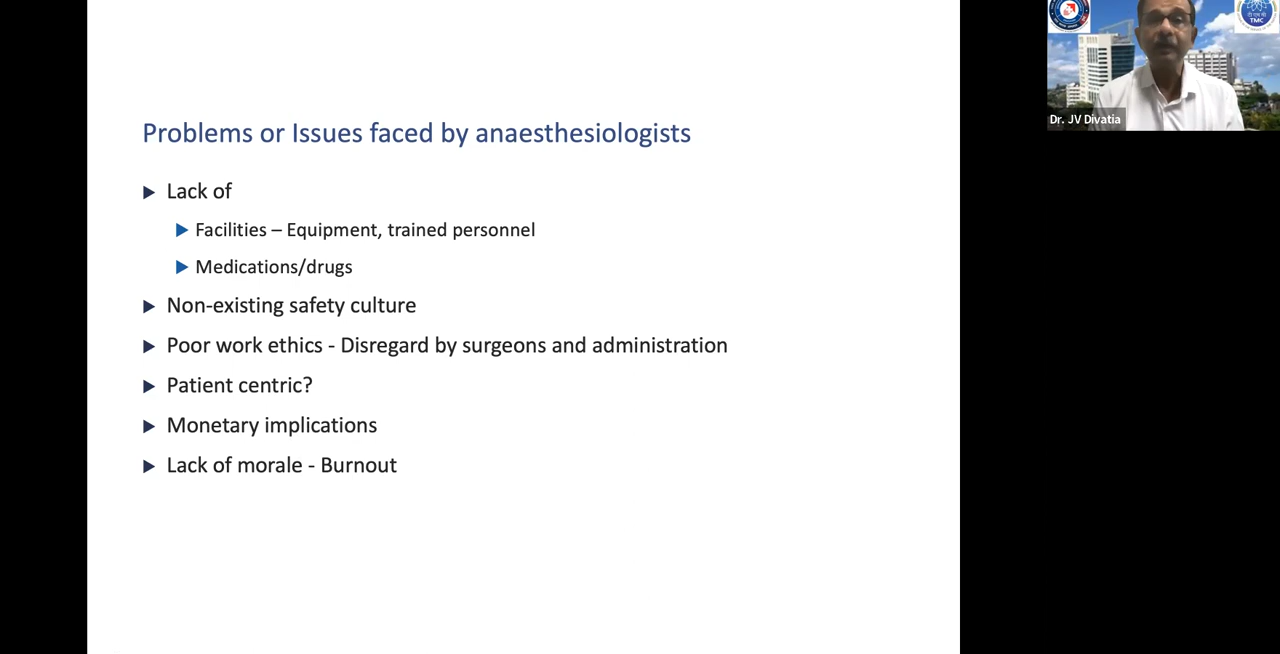 Problems or Issues faced by anaesthesiologists
Lack of
Facilities – Equipment, trained personnel
Medications/drugs
Non-existing safety culture
Poor work ethics - Disregard by surgeons and administration
Patient centric?
Monetary implications
Lack of morale - Burnout
TMC
Dr. JV Divatia